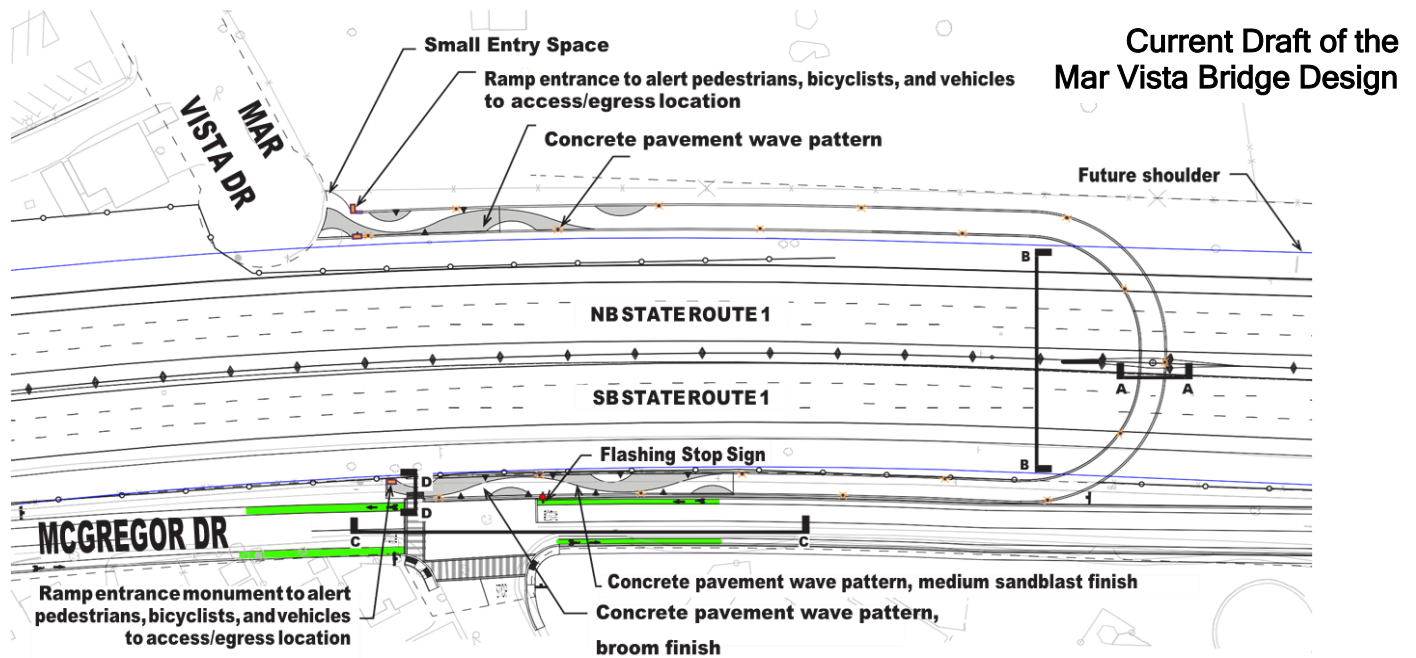 Current Draft of the
Mar Vista Bridge Design
Small Entry Space
Ramp entrance to alert pedestrians, bicyclists, and vehicles
to access/egress location
Concrete pavement wave pattern
MAR
VISTA DR
Future shoulder
B
NB STATE ROUTE 1
A
A
SB STATE ROUTE 1
Flashing Stop Sign
B
D
D
MCGREGOR DR
C
C
STOP
Concrete pavement wave pattern, medium sandblast finish
Ramp entrance monument to alert
pedestrians, bicyclists, and vehicles
to access/egress location
Concrete pavement wave pattern,
broom finish